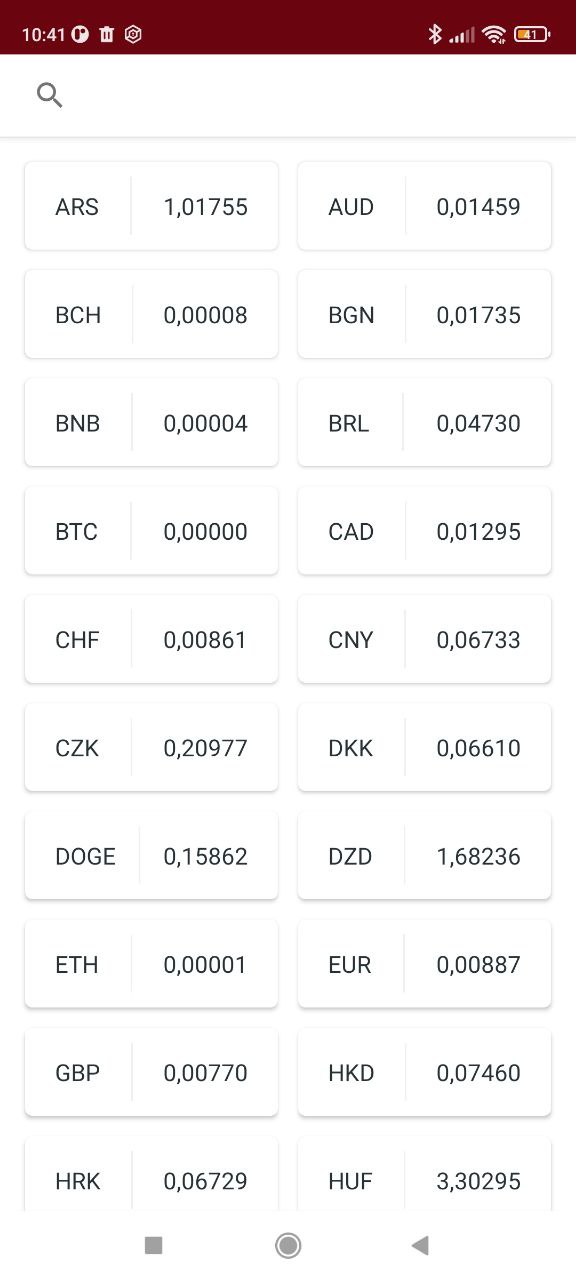 10:41 41
ARS 1,01755 AUD 0,01459
BCH 0,00008 BGN 0,01735
BNB 0,00004 BRL 0,04730
BTC 0,00000 CAD 0,01295
CHF 0,00861 CNY 0,06733
CZK 0,20977 DKK 0,06610
DOGE 0,15862 DZD 1,68236
ETH 0,00001 EUR 0,00887
GBP 0,00770 HKD 0,07460
HRK 0,06729 HUF 3,30295